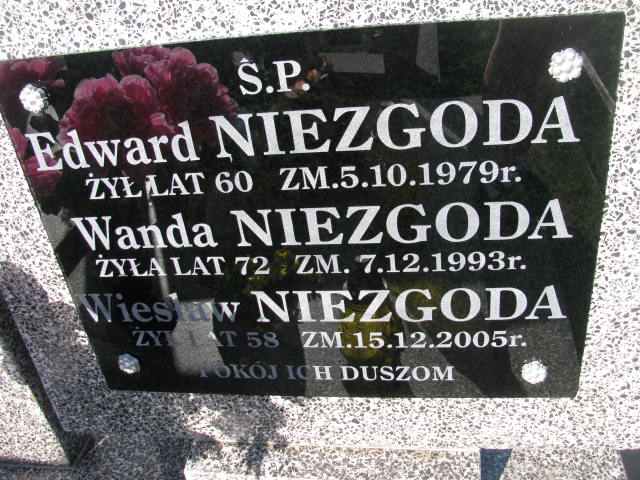 Ś.P.
Edward NIEZGODA
ŻYŁ LAT 60 ZM.5.10.1979r.
Wanda NIEZGODA
ŻYŁA LAT 72 ZM. 7.12.1993r.
Wiesław NIEZGODA
ŻYŁ LAT 58 ZM.15.12.2005r.
POKÓJ ICH DUSZOM